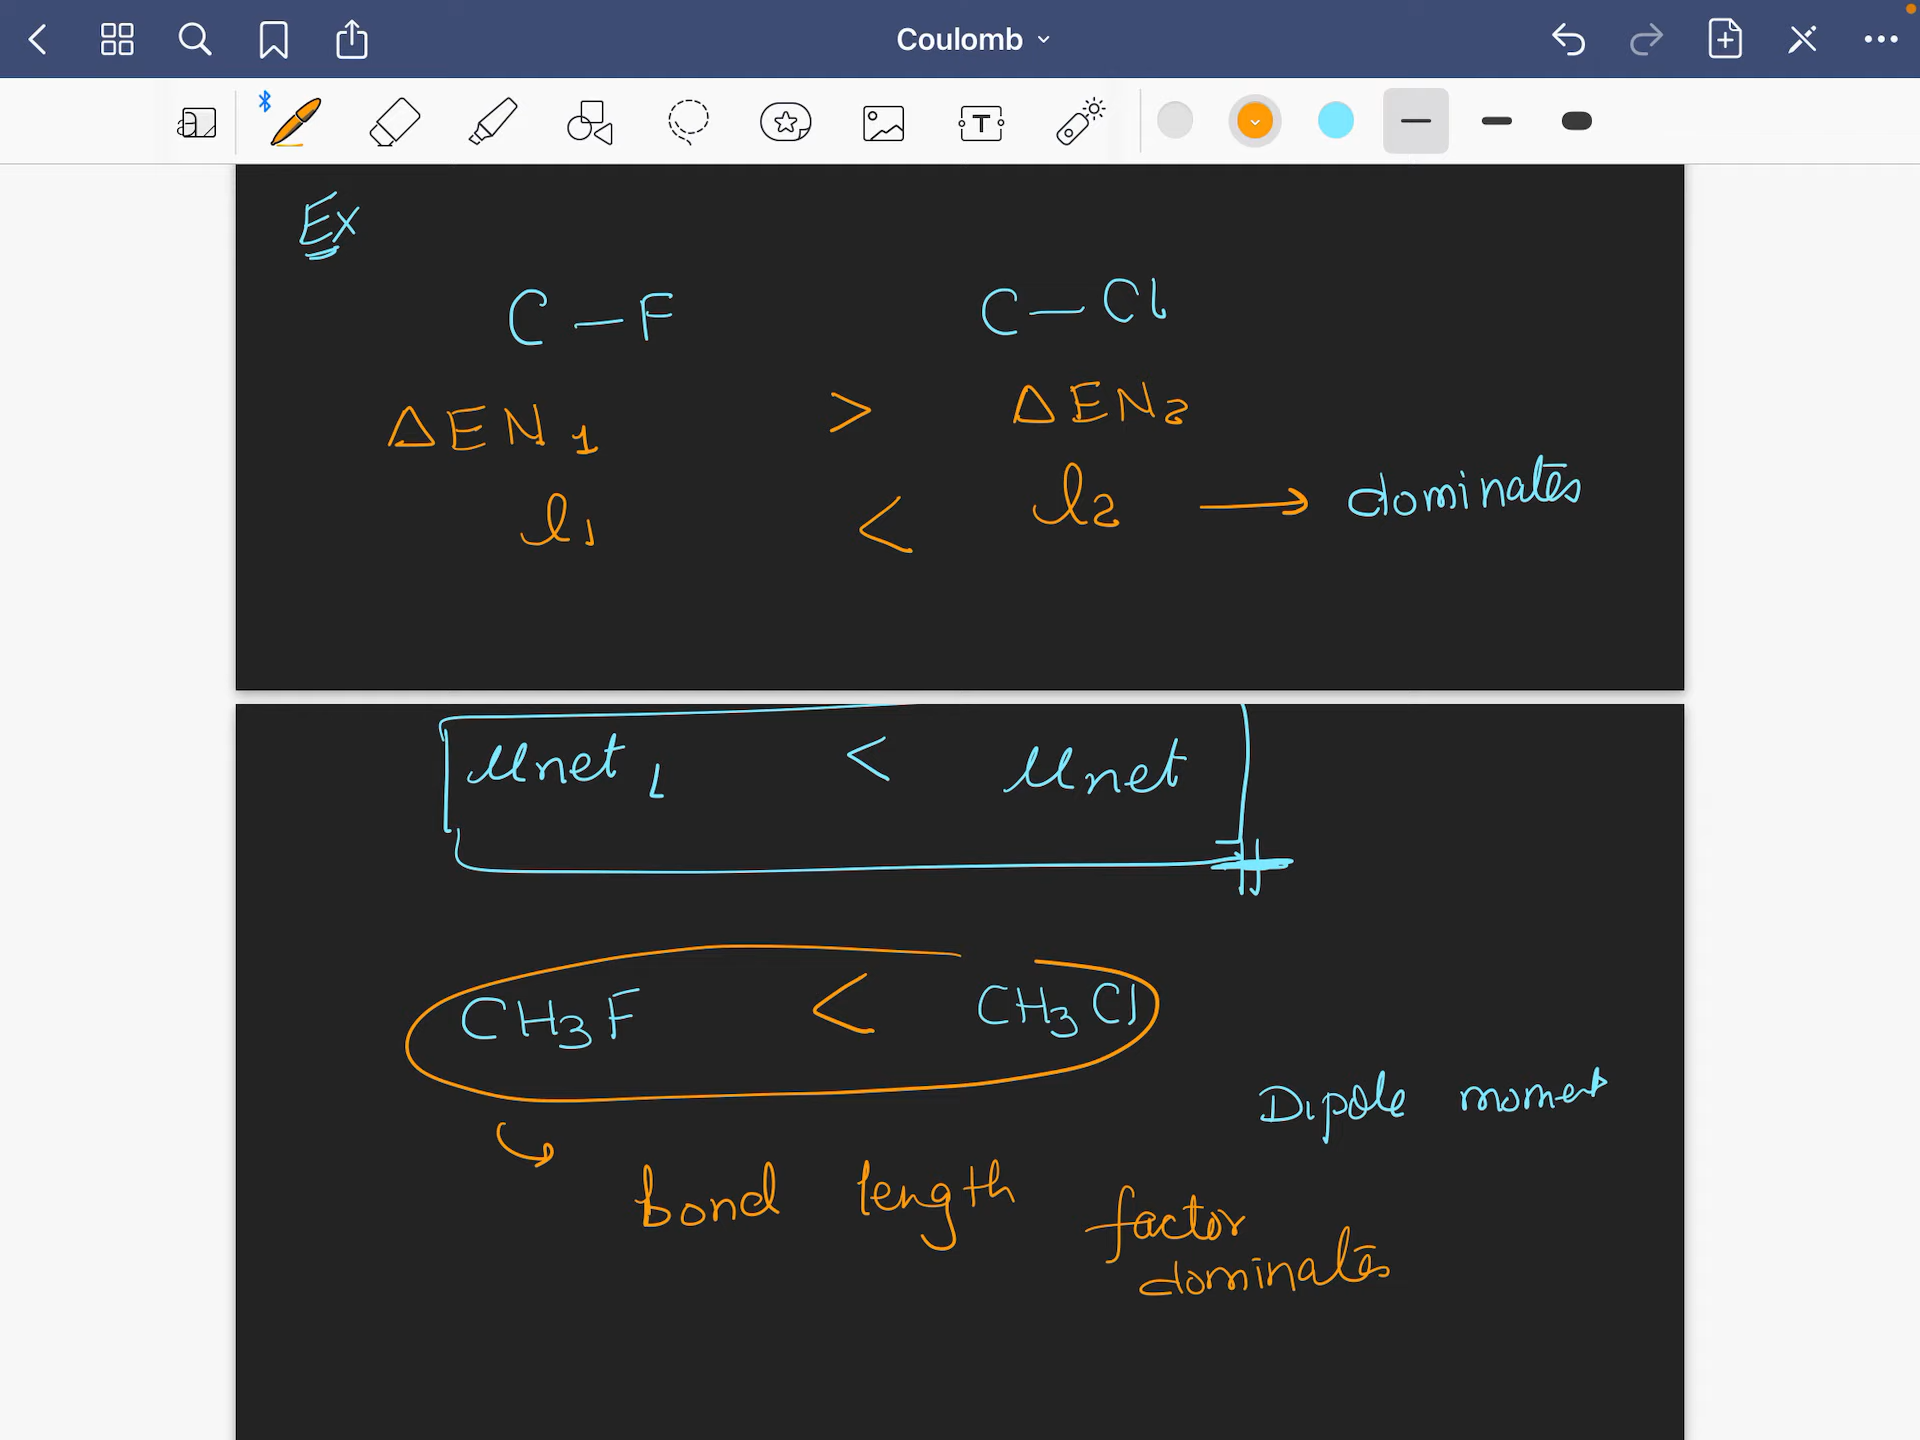 Coulomb
T
Ex
C – F C – Cl
ΔEN1 > ΔEN2
l1 < l2 → dominates
μnet1 < μnet
CH3F < CH3Cl
Dipole moment
bond length factor
dominates